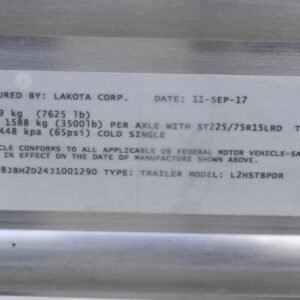 URED BY: LAKOTA CORP. DATE: 11-SEP-17
9 kg (7625 lb)
1588 kg (3500lb) PER AXLE WITH ST225/75R15LRD T
448 kpa (65psi) COLD SINGLE
CLE CONFORMS TO ALL APPLICABLE US FEDERAL MOTOR VEHICLE-SA
IN EFFECT ON THE DATE OF MANUFACTURE SHOWN ABOVE.
TYPE: TRAILER MODEL: L2HSTBPDR